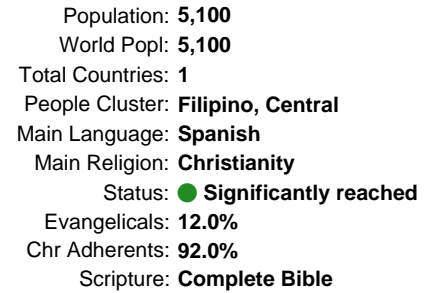 Population: 5,100
World Popl: 5,100
Total Countries: 1
People Cluster: Filipino, Central
Main Language: Spanish
Main Religion: Christianity
Status: Significantly reached
Evangelicals: 12.0%
Chr Adherents: 92.0%
Scripture: Complete Bible